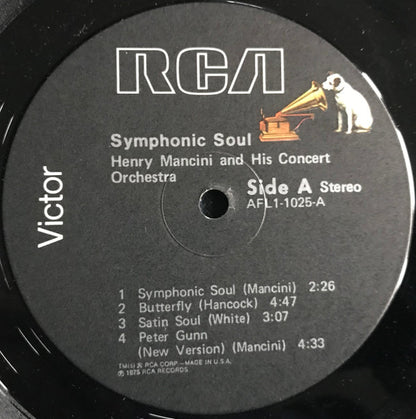 RCA
Victor
Symphonic Soul
Henry Mancini and His Concert
Orchestra
Side A Stereo
AFL1-1025-A
1 Symphonic Soul (Mancini) 2:26
2 Butterfly (Hancock) 4:47
3 Satin Soul (White) 3:07
4 Peter Gunn
(New Version) (Mancini) 4:33
TM(s) ® RCA CORP—MADE IN U.S.A.
℗ 1975 RCA RECORDS